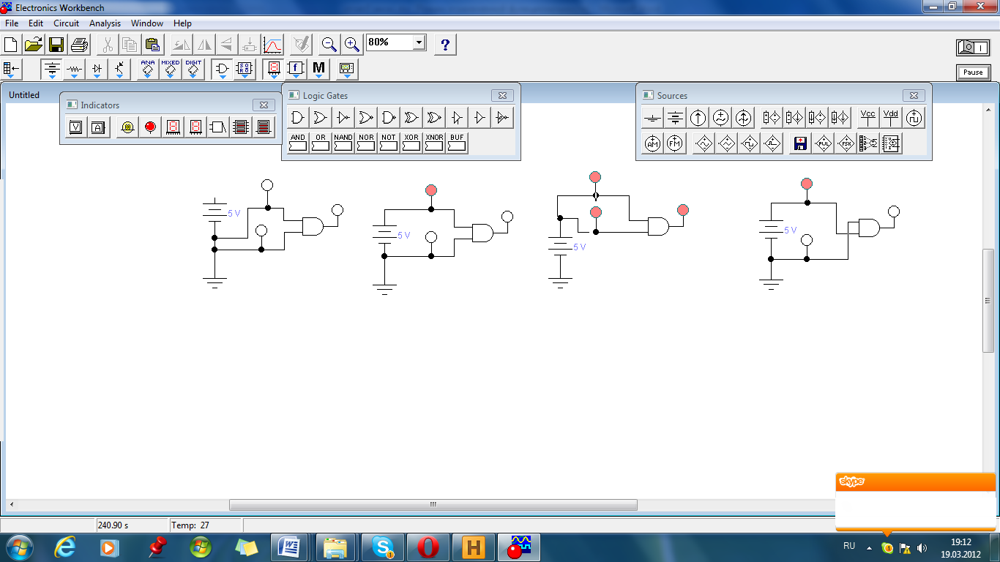 Electronics Workbench
File Edit Circuit Analysis Window Help
80%
?
ANA MIXED DIGIT
f M
Pause
Untitled
Indicators
Logic Gates
Sources
V A
Vcc Vdd
AND OR NAND NOR NOT XOR XNOR BUF
AM FM
PUL FSK
5 V
5 V
5 V
5 V
skype
240.90 s
Temp: 27
RU
19:12
19.03.2012